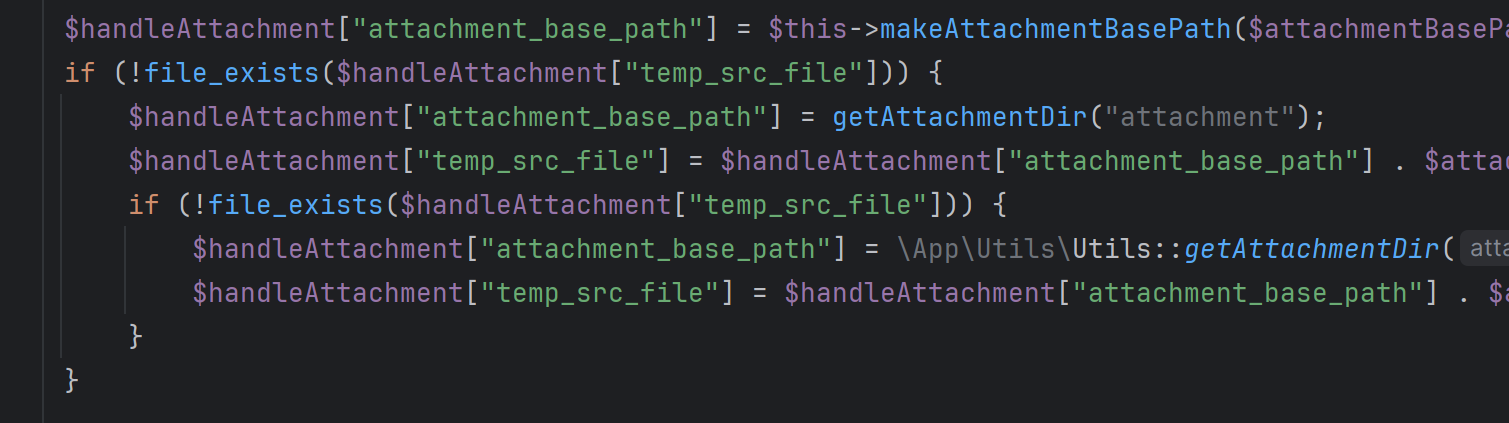 $handleAttachment["attachment_base_path"] = $this->makeAttachmentBasePath($attachmentBasePa
if (!file_exists($handleAttachment["temp_src_file"])) {
$handleAttachment["attachment_base_path"] = getAttachmentDir("attachment");
$handleAttachment["temp_src_file"] = $handleAttachment["attachment_base_path"] . $attac
if (!file_exists($handleAttachment["temp_src_file"])) {
$handleAttachment["attachment_base_path"] = \App\Utils\Utils::getAttachmentDir( atta
$handleAttachment["temp_src_file"] = $handleAttachment["attachment_base_path"] . $a
}
}